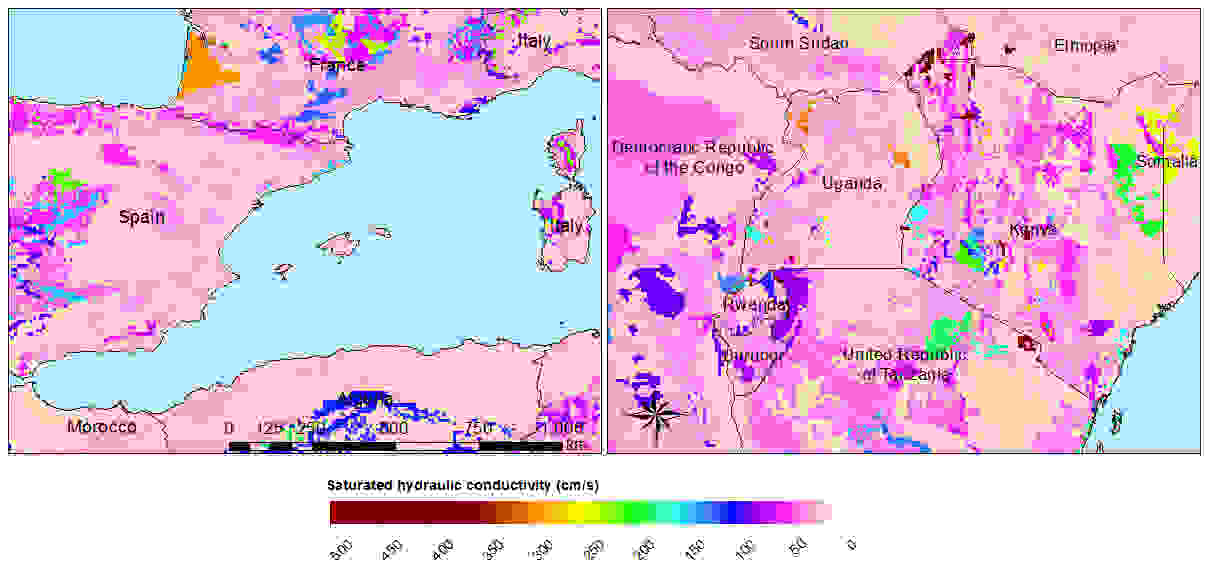 France
Italy
Spain
Italy
Morocco
Algeria
0 125 250 500 750 1,000
km
South Sudan
Ethiopia
Democratic Republic
of the Congo
Uganda
Somalia
Kenya
Rwanda
Burundi
United Republic
of Tanzania
Saturated hydraulic conductivity (cm/s)
500 450 400 350 300 250 200 150 100 50 0